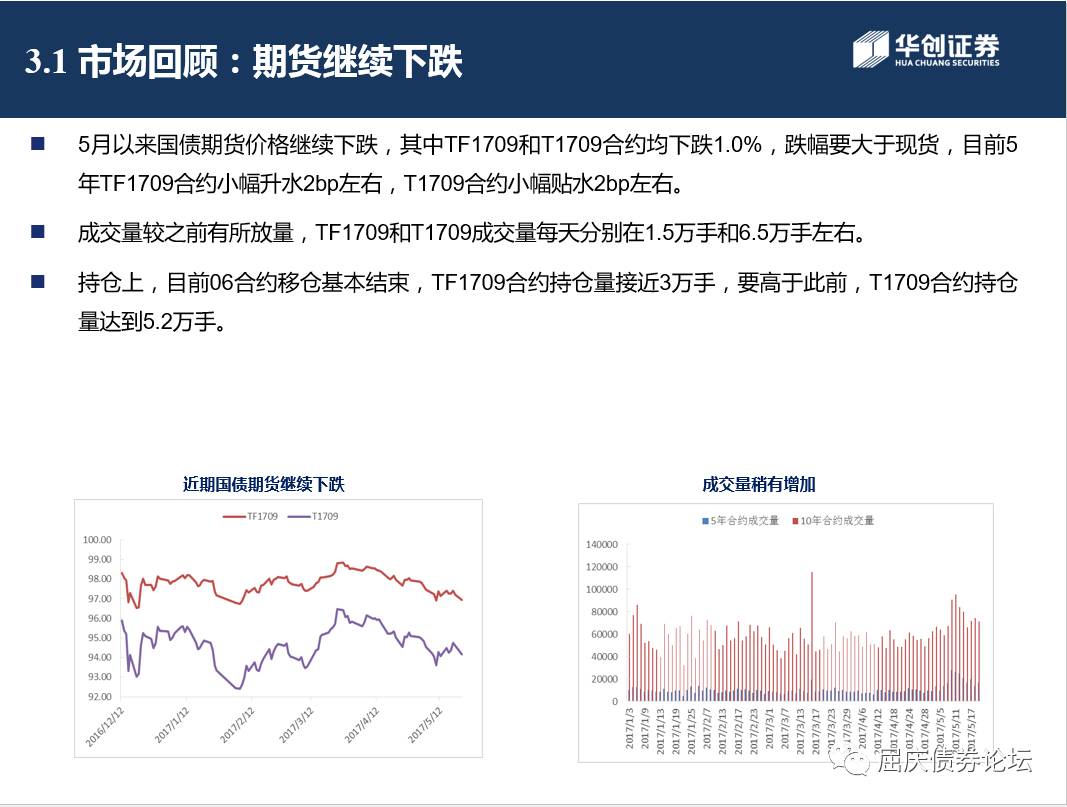 3.1 市场回顾：期货继续下跌
华创证券
HUA CHUANG SECURITIES
5月以来国债期货价格继续下跌，其中TF1709和T1709合约均下跌1.0%，跌幅要大于现货，目前5
年TF1709合约小幅升水2bp左右，T1709合约小幅贴水2bp左右。
成交量较之前有所放量，TF1709和T1709成交量每天分别在1.5万手和6.5万手左右。
持仓上，目前06合约移仓基本结束，TF1709合约持仓量接近3万手，要高于此前，T1709合约持仓
量达到5.2万手。
近期国债期货继续下跌
TF1709 T1709
100.00
99.00
98.00
97.00
96.00
95.00
94.00
93.00
92.00
2016/12/12 2017/1/12 2017/2/12 2017/3/12 2017/4/12 2017/5/12
成交量稍有增加
5年合约成交量 10年合约成交量
140000
120000
100000
80000
60000
40000
20000
0
2017/1/3 2017/1/9 2017/1/13 2017/1/19 2017/1/25 2017/2/7 2017/2/13 2017/2/17 2017/2/23 2017/3/1 2017/3/7 2017/3/13 2017/3/17 2017/3/23 2017/3/29 2017/4/6 2017/4/12 2017/4/18 2017/4/24 2017/4/28 2017/5/5 2017/5/11 2017/5/17
屈庆债券论坛